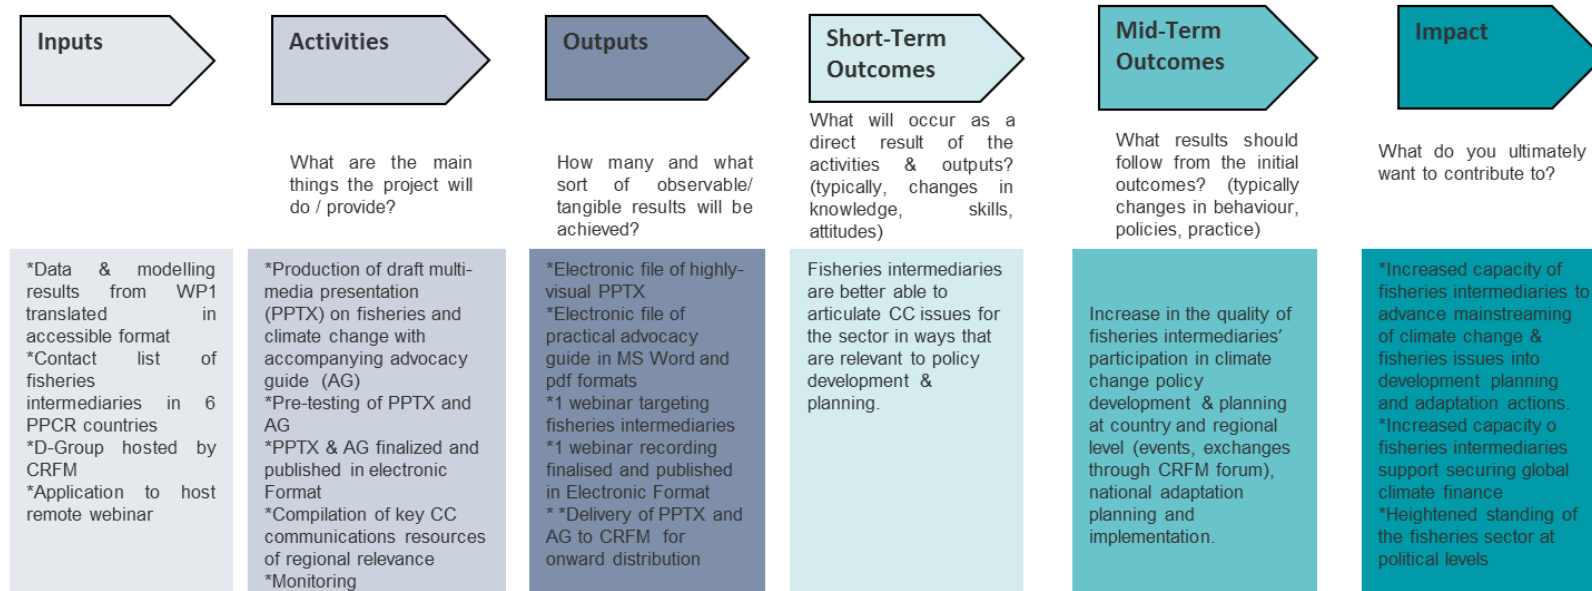 Inputs
Activities
Outputs
Short-Term
Outcomes
Mid-Term
Outcomes
Impact
What are the main
things the project will
do / provide?
How many and what
sort of observable/
tangible results will be
achieved?
What will occur as a
direct result of the
activities & outputs?
(typically, changes in
knowledge, skills,
attitudes)
What results should
follow from the initial
outcomes? (typically
changes in behaviour,
policies, practice)
What do you ultimately
want to contribute to?
*Data & modelling
results from WP1
translated in
accessible format
*Contact list of
fisheries
intermediaries in 6
PPCR countries
*D-Group hosted by
CRFM
*Application to host
remote webinar
*Production of draft multi-
media presentation
(PPTX) on fisheries and
climate change with
accompanying advocacy
guide (AG)
*Pre-testing of PPTX and
AG
*PPTX & AG finalized and
published in electronic
Format
*Compilation of key CC
communications resources
of regional relevance
*Monitoring
*Electronic file of highly-
visual PPTX
*Electronic file of
practical advocacy
guide in MS Word and
pdf formats
*1 webinar targeting
fisheries intermediaries
*1 webinar recording
finalised and published
in Electronic Format
* *Delivery of PPTX and
AG to CRFM for
onward distribution
Fisheries intermediaries
are better able to
articulate CC issues for
the sector in ways that
are relevant to policy
development &
planning.
Increase in the quality of
fisheries intermediaries’
participation in climate
change policy
development & planning
at country and regional
level (events, exchanges
through CRFM forum),
national adaptation
planning and
implementation.
*Increased capacity of
fisheries intermediaries to
advance mainstreaming
of climate change &
fisheries issues into
development planning
and adaptation actions.
*Increased capacity o
fisheries intermediaries
support securing global
climate finance
*Heightened standing of
the fisheries sector at
political levels